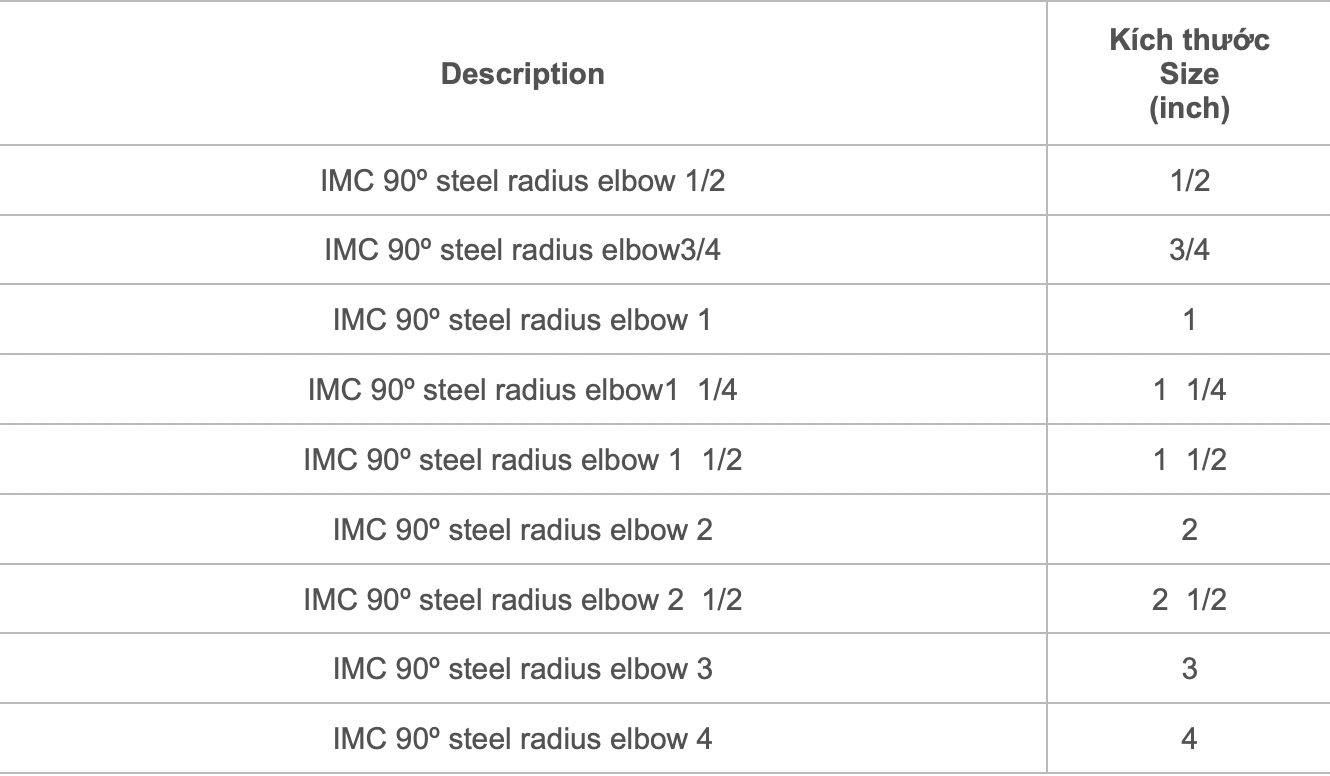 Description
Kích thước
Size
(inch)
IMC 90º steel radius elbow 1/2
1/2
IMC 90º steel radius elbow3/4
3/4
IMC 90º steel radius elbow 1
1
IMC 90º steel radius elbow1  1/4
1  1/4
IMC 90º steel radius elbow 1  1/2
1  1/2
IMC 90º steel radius elbow 2
2
IMC 90º steel radius elbow 2  1/2
2  1/2
IMC 90º steel radius elbow 3
3
IMC 90º steel radius elbow 4
4